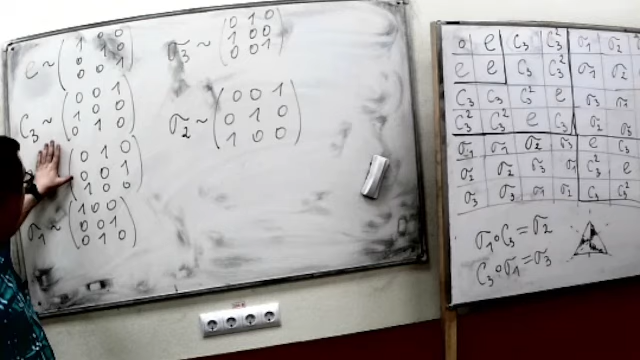 e ~ (1 0 0
0 1 0
0 0 1)
C₃ ~ (0 0 1
1 0 0
0 1 0)
(0 1 0
0 0 1
1 0 0)
σ₁ ~ (1 0 0
0 0 1
0 1 0)
σ₃ ~ (0 1 0
1 0 0
0 0 1)
σ₂ ~ (0 0 1
0 1 0
1 0 0)
o e C₃ C₃² σ₁ σ₂
e e C₃ C₃² σ₁ σ₂
C₃ C₃ C₃² e σ₃ σ₁
C₃² C₃² e C₃ σ₂ σ₃
σ₁ σ₁ σ₂ σ₃ e C₃
σ₂ σ₂ σ₃ σ₁ C₃² e
σ₃ σ₃ σ₁ σ₂ C₃ C₃²
σ₁∘C₃=σ₂
C₃∘σ₁=σ₃